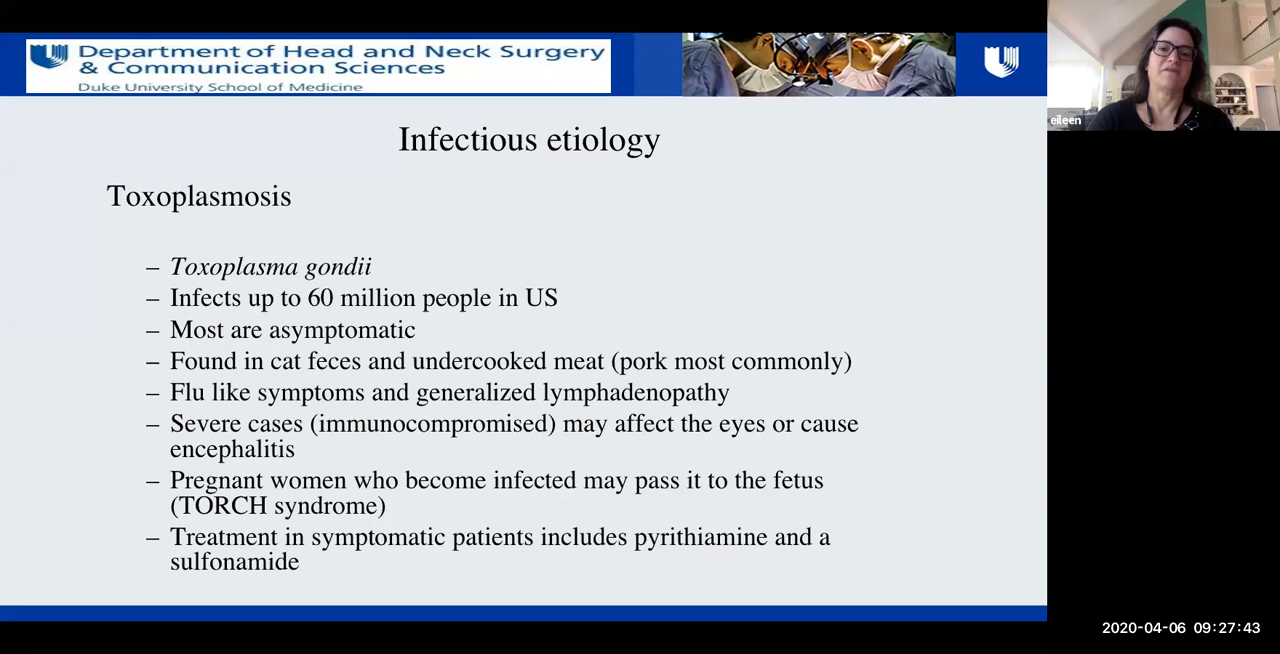 Department of Head and Neck Surgery
& Communication Sciences
Duke University School of Medicine
eileen
Infectious etiology
Toxoplasmosis
– Toxoplasma gondii
– Infects up to 60 million people in US
– Most are asymptomatic
– Found in cat feces and undercooked meat (pork most commonly)
– Flu like symptoms and generalized lymphadenopathy
– Severe cases (immunocompromised) may affect the eyes or cause
encephalitis
– Pregnant women who become infected may pass it to the fetus
(TORCH syndrome)
– Treatment in symptomatic patients includes pyrithiamine and a
sulfonamide
2020-04-06 09:27:43